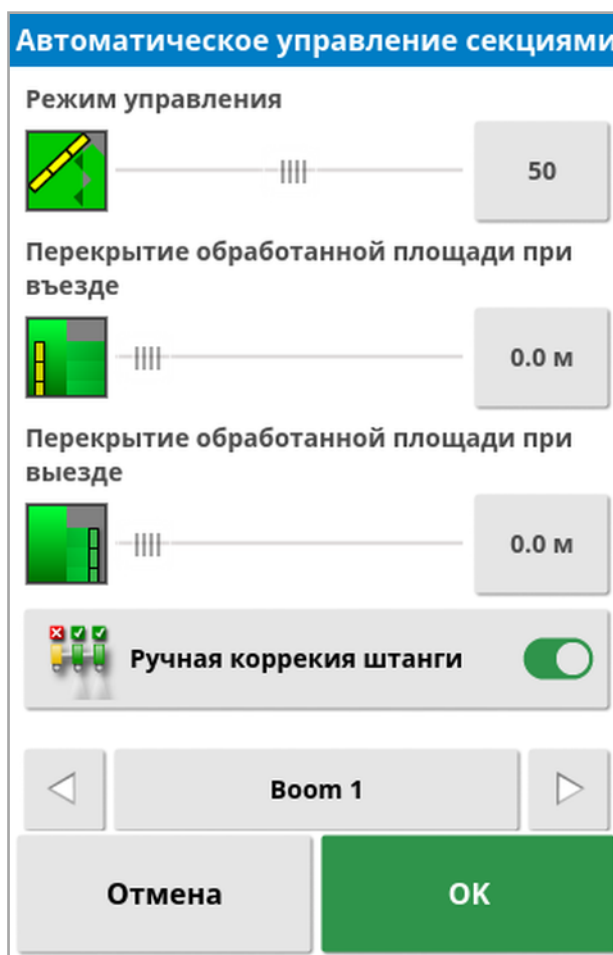 Автоматическое управление секциями
Режим управления
50
Перекрытие обработанной площади при
въезде
0.0 м
Перекрытие обработанной площади при
выезде
0.0 м
Ручная коррекия штанги
Boom 1
Отмена
OK